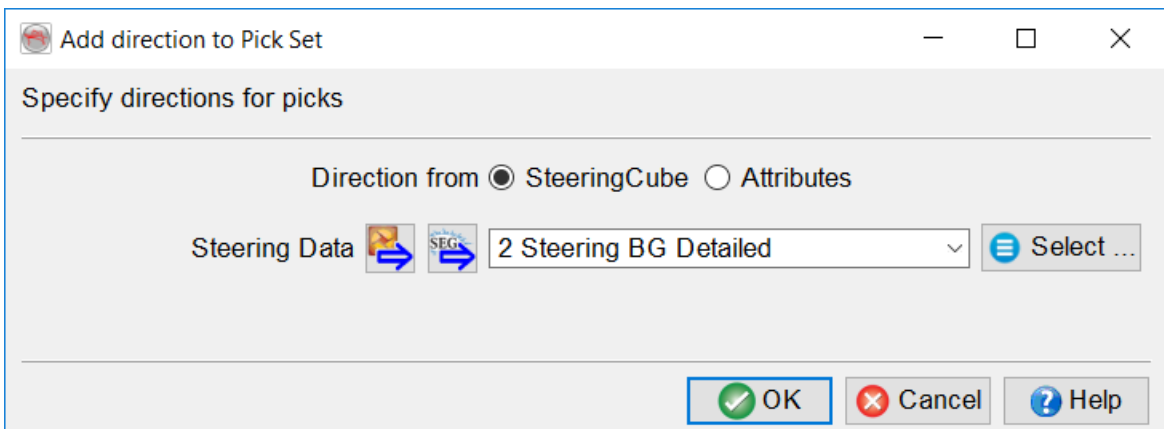 Add direction to Pick Set
Specify directions for picks
Direction from SteeringCube Attributes
Steering Data SEG 2 Steering BG Detailed Select ...
OK Cancel Help